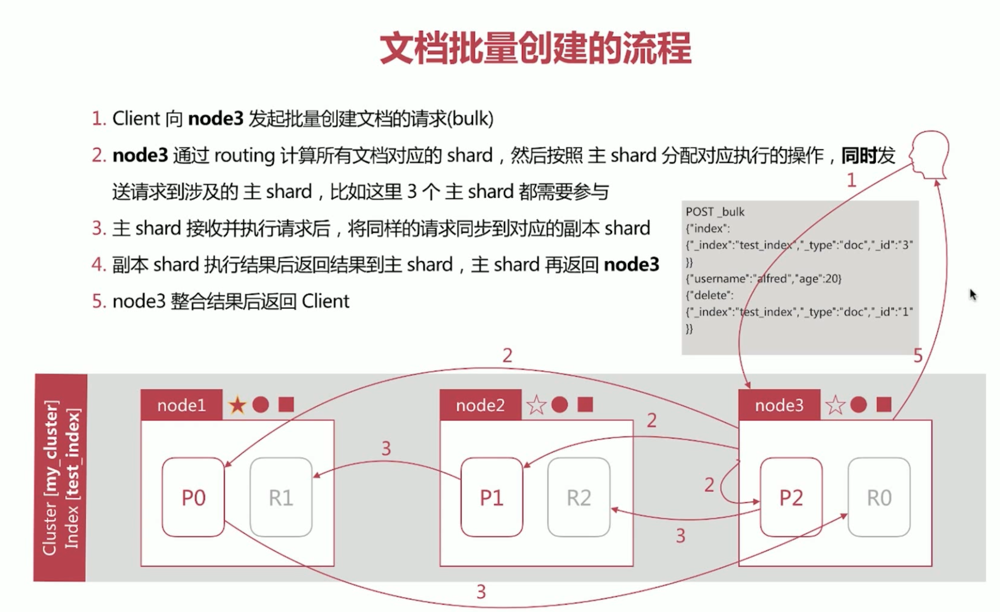 文档批量创建的流程
1. Client 向 node3 发起批量创建文档的请求(bulk)
2. node3 通过 routing 计算所有文档对应的 shard，然后按照 主 shard 分配对应执行的操作，同时发
送请求到涉及的 主 shard，比如这里 3 个 主 shard 都需要参与
3. 主 shard 接收并执行请求后，将同样的请求同步到对应的副本 shard
4. 副本 shard 执行结果后返回结果到主 shard，主 shard 再返回 node3
5. node3 整合结果后返回 Client
1
POST _bulk
{"index":
{"_index":"test_index","_type":"doc","_id":"3"
}}
{"username":"alfred","age":20}
{"delete":
{"_index":"test_index","_type":"doc","_id":"1"
}}
5
2
Cluster [my_cluster]
Index [test_index]
node1
node2
node3
2
3
P0
R1
P1
R2
2
P2
R0
3
3